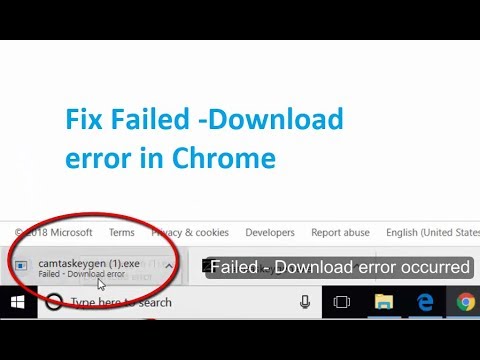 Fix Failed -Download
error in Chrome
© 2018 Microsoft Terms Privacy & cookies Developers Report abuse English (United States
camtaskeygen (1).exe
Failed - Download error
Failed - Download error occurred
Type here to search